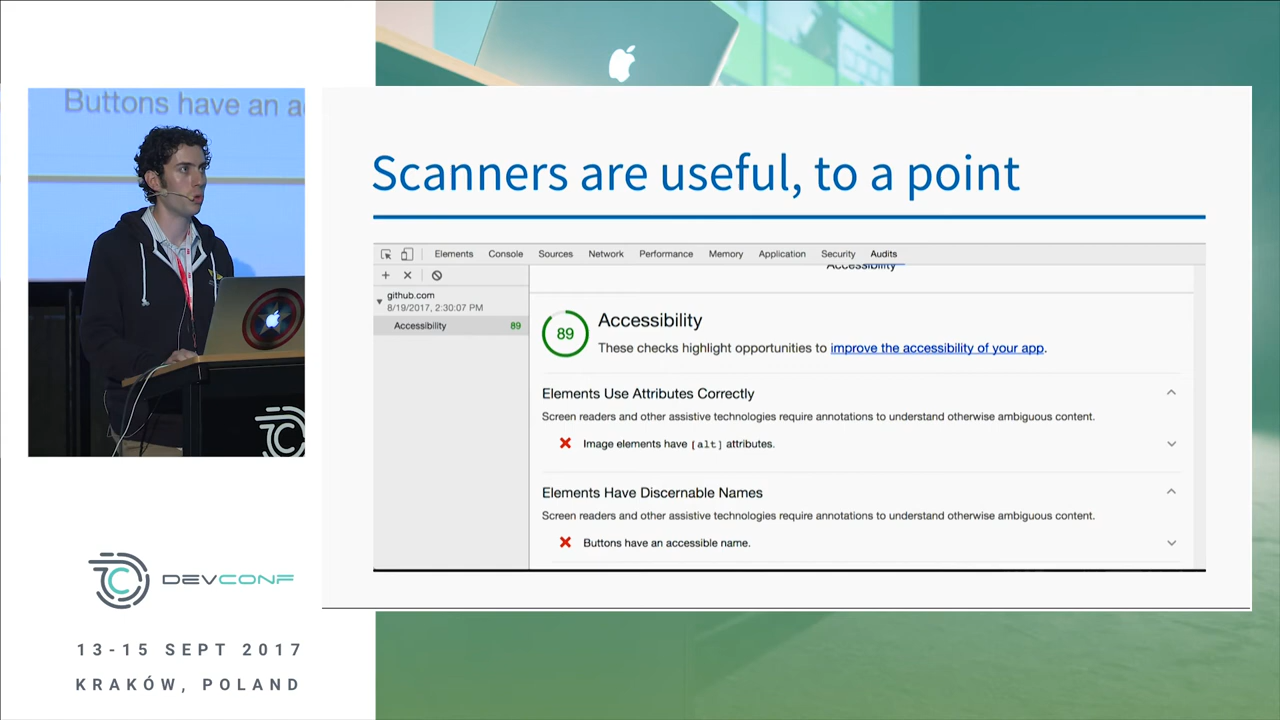 Buttons have an a
Scanners are useful, to a point
Elements Console Sources Network Performance Memory Application Security Audits
Accessibility
github.com
8/19/2017, 2:30:07 PM
Accessibility 89
89
Accessibility
These checks highlight opportunities to improve the accessibility of your app.
Elements Use Attributes Correctly
Screen readers and other assistive technologies require annotations to understand otherwise ambiguous content.
Image elements have [alt] attributes.
Elements Have Discernable Names
Screen readers and other assistive technologies require annotations to understand otherwise ambiguous content.
Buttons have an accessible name.
DEVCONF
13-15 SEPT 2017
KRAKÓW, POLAND